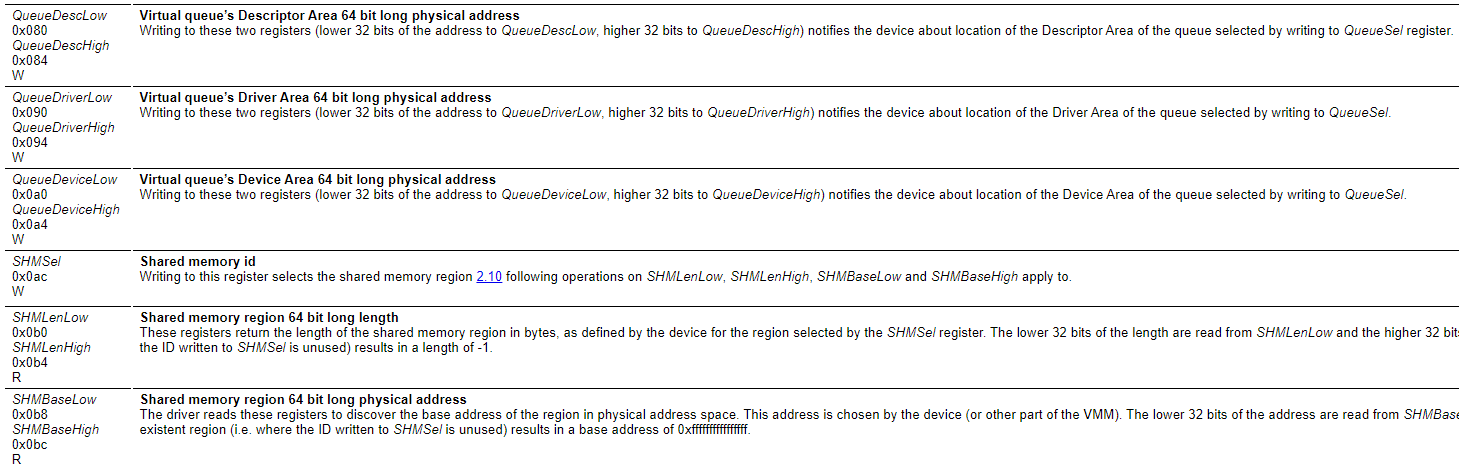 QueueDescLow
0x080
QueueDescHigh
0x084
W
Virtual queue’s Descriptor Area 64 bit long physical address
Writing to these two registers (lower 32 bits of the address to QueueDescLow, higher 32 bits to QueueDescHigh) notifies the device about location of the Descriptor Area of the queue selected by writing to QueueSel register.
QueueDriverLow
0x090
QueueDriverHigh
0x094
W
Virtual queue’s Driver Area 64 bit long physical address
Writing to these two registers (lower 32 bits of the address to QueueDriverLow, higher 32 bits to QueueDriverHigh) notifies the device about location of the Driver Area of the queue selected by writing to QueueSel.
QueueDeviceLow
0x0a0
QueueDeviceHigh
0x0a4
W
Virtual queue’s Device Area 64 bit long physical address
Writing to these two registers (lower 32 bits of the address to QueueDeviceLow, higher 32 bits to QueueDeviceHigh) notifies the device about location of the Device Area of the queue selected by writing to QueueSel.
SHMSel
0x0ac
W
Shared memory id
Writing to this register selects the shared memory region 2.10 following operations on SHMLenLow, SHMLenHigh, SHMBaseLow and SHMBaseHigh apply to.
SHMLenLow
0x0b0
SHMLenHigh
0x0b4
R
Shared memory region 64 bit long length
These registers return the length of the shared memory region in bytes, as defined by the device for the region selected by the SHMSel register. The lower 32 bits of the length are read from SHMLenLow and the higher 32 bit
the ID written to SHMSel is unused) results in a length of -1.
SHMBaseLow
0x0b8
SHMBaseHigh
0x0bc
R
Shared memory region 64 bit long physical address
The driver reads these registers to discover the base address of the region in physical address space. This address is chosen by the device (or other part of the VMM). The lower 32 bits of the address are read from SHMBase
existent region (i.e. where the ID written to SHMSel is unused) results in a base address of 0xffffffffffffffff.